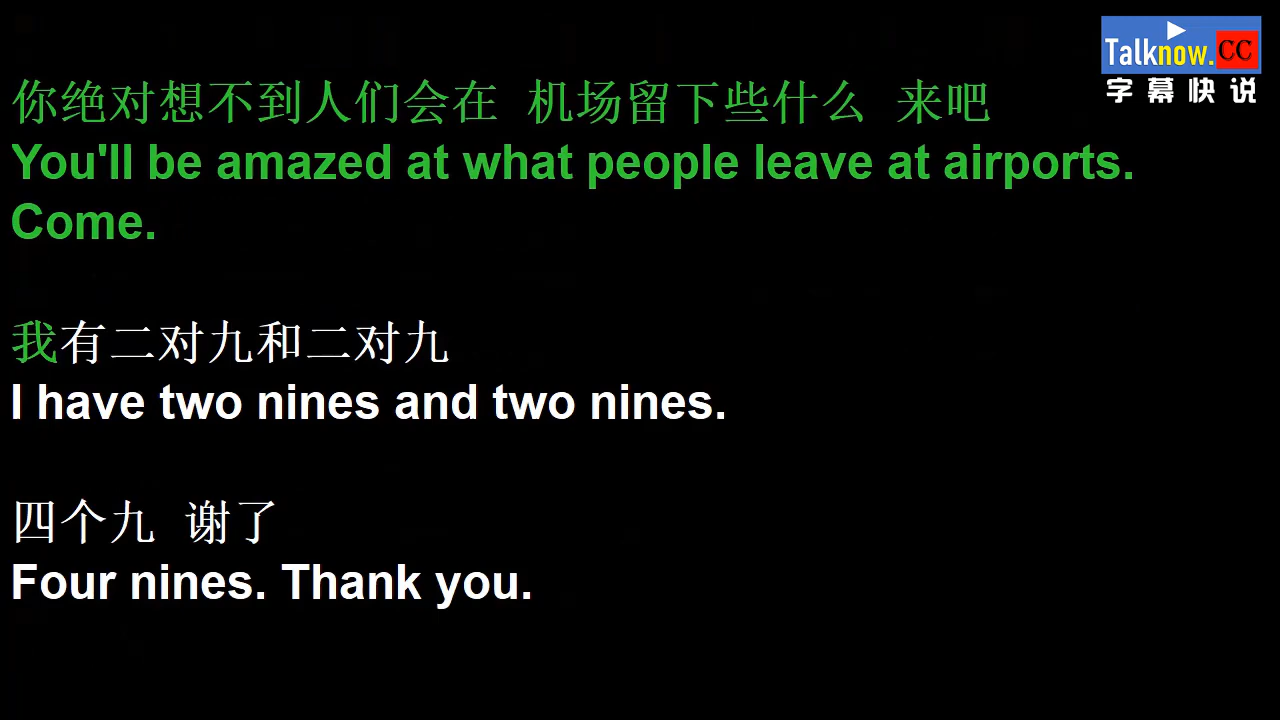 Talknow.CC
字幕快说
你绝对想不到人们会在 机场留下些什么 来吧
You'll be amazed at what people leave at airports.
Come.
我有二对九和二对九
I have two nines and two nines.
四个九 谢了
Four nines. Thank you.